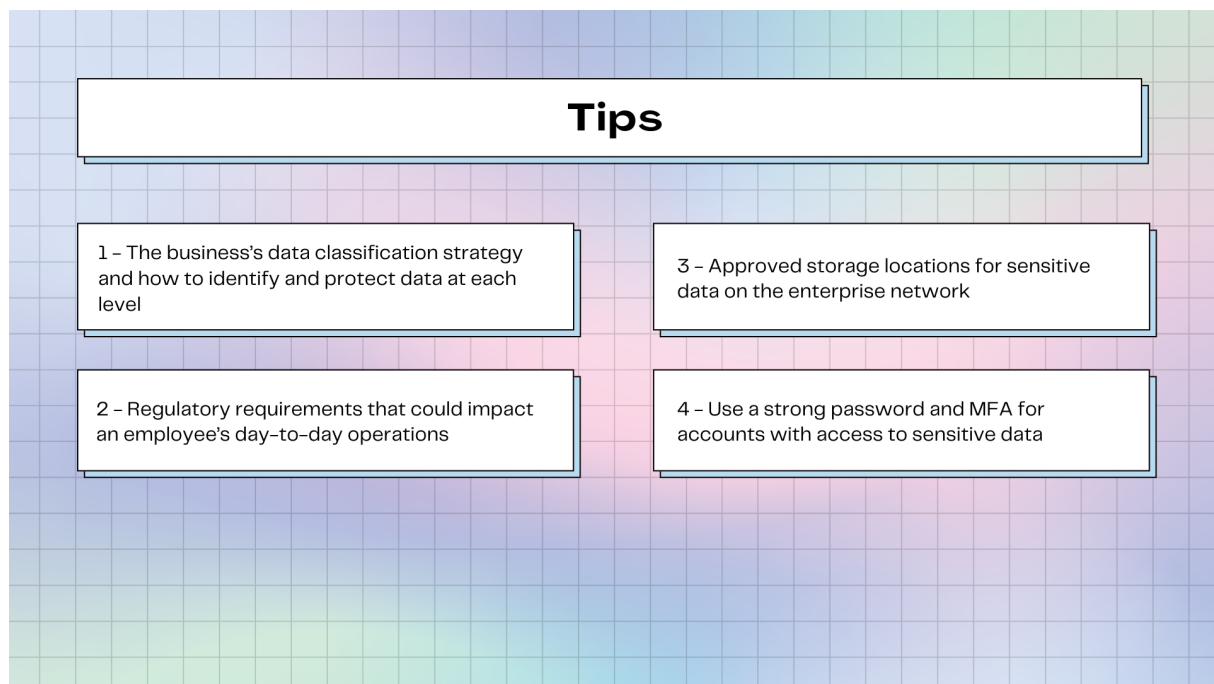 Tips
1 – The business’s data classification strategy
and how to identify and protect data at each
level
2 – Regulatory requirements that could impact
an employee’s day-to-day operations
3 – Approved storage locations for sensitive
data on the enterprise network
4 – Use a strong password and MFA for
accounts with access to sensitive data